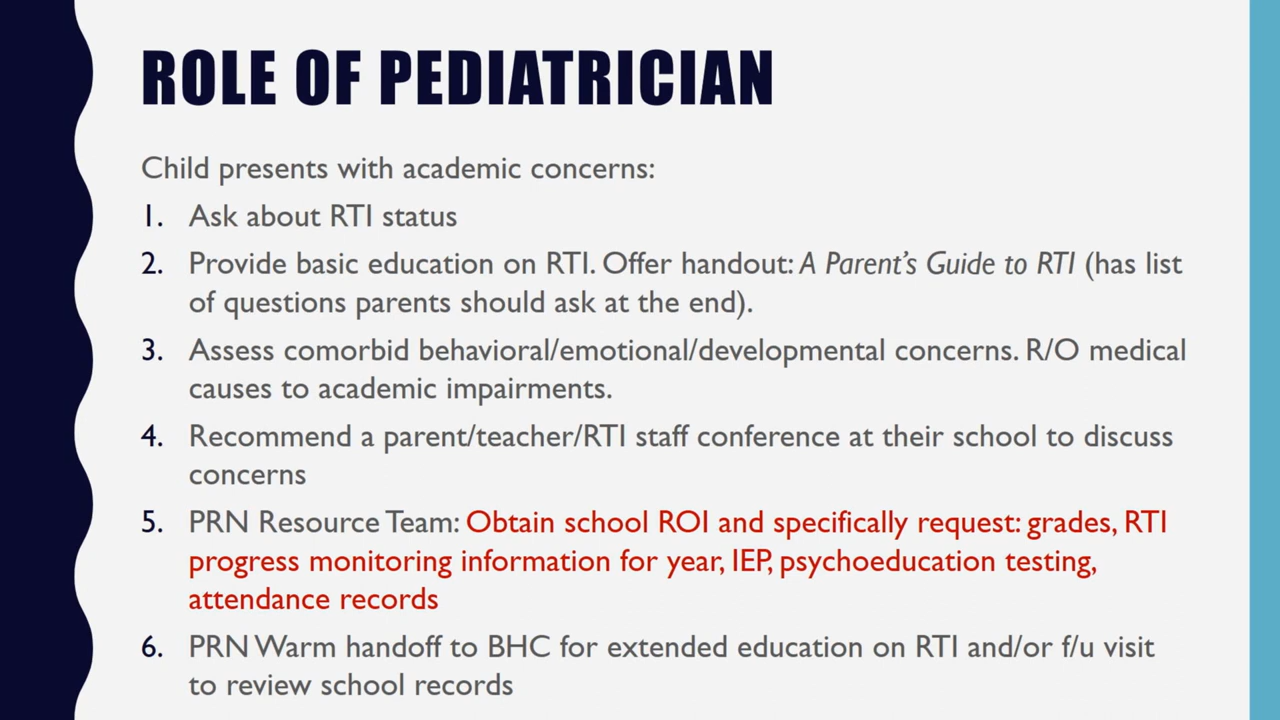 ROLE OF PEDIATRICIAN
Child presents with academic concerns:
1. Ask about RTI status
2. Provide basic education on RTI. Offer handout: A Parent's Guide to RTI (has list
of questions parents should ask at the end).
3. Assess comorbid behavioral/emotional/developmental concerns. R/O medical
causes to academic impairments.
4. Recommend a parent/teacher/RTI staff conference at their school to discuss
concerns
5. PRN Resource Team: Obtain school ROI and specifically request: grades, RTI
progress monitoring information for year, IEP, psychoeducation testing,
attendance records
6. PRN Warm handoff to BHC for extended education on RTI and/or f/u visit
to review school records